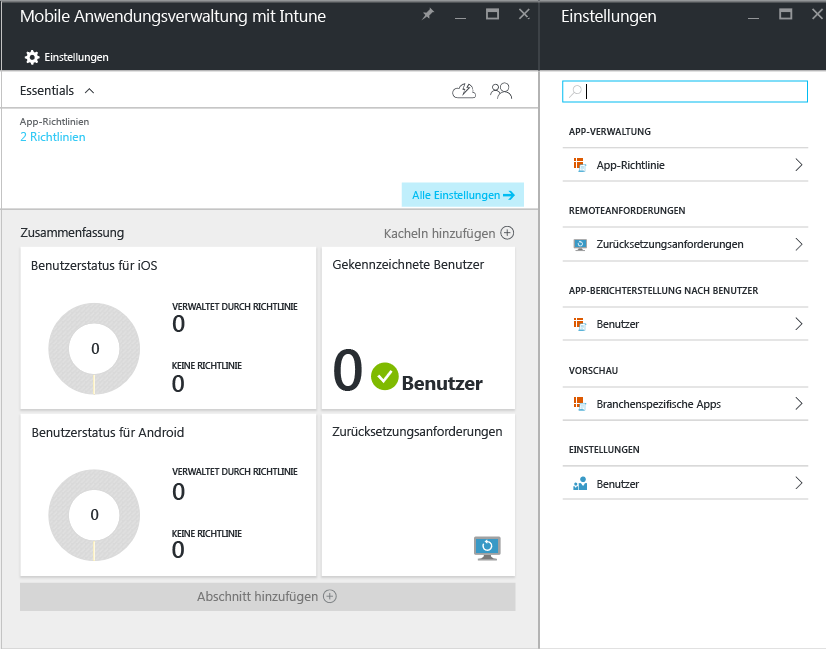 Mobile Anwendungsverwaltung mit Intune
Einstellungen
Essentials
App-Richtlinien
2 Richtlinien
Alle Einstellungen
Zusammenfassung
Kacheln hinzufügen
Benutzerstatus für iOS
0
VERWALTET DURCH RICHTLINIE
0
KEINE RICHTLINIE
0
Gekennzeichnete Benutzer
0 Benutzer
Benutzerstatus für Android
0
VERWALTET DURCH RICHTLINIE
0
KEINE RICHTLINIE
0
Zurücksetzungsanforderungen
Abschnitt hinzufügen
Einstellungen
APP-VERWALTUNG
App-Richtlinie
REMOTEANFORDERUNGEN
Zurücksetzungsanforderungen
APP-BERICHTERSTELLUNG NACH BENUTZER
Benutzer
VORSCHAU
Branchenspezifische Apps
EINSTELLUNGEN
Benutzer